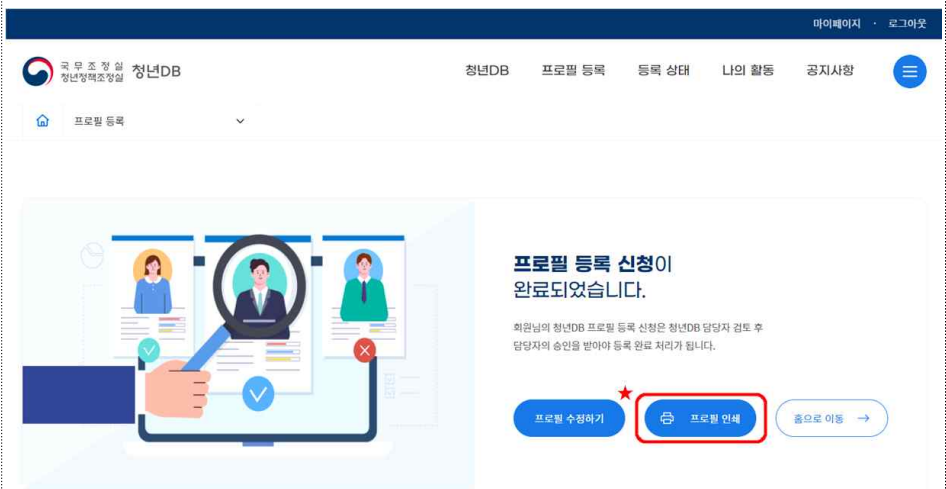 마이페이지 · 로그아웃
국무조정실
청년정책조정실
청년DB
청년DB 프로필 등록 등록 상태 나의 활동 공지사항
프로필 등록
프로필 등록 신청이
완료되었습니다.
회원님의 청년DB 프로필 등록 신청은 청년DB 담당자 검토 후
담당자의 승인을 받아야 등록 완료 처리가 됩니다.
★
프로필 수정하기 프로필 인쇄 홈으로 이동 →